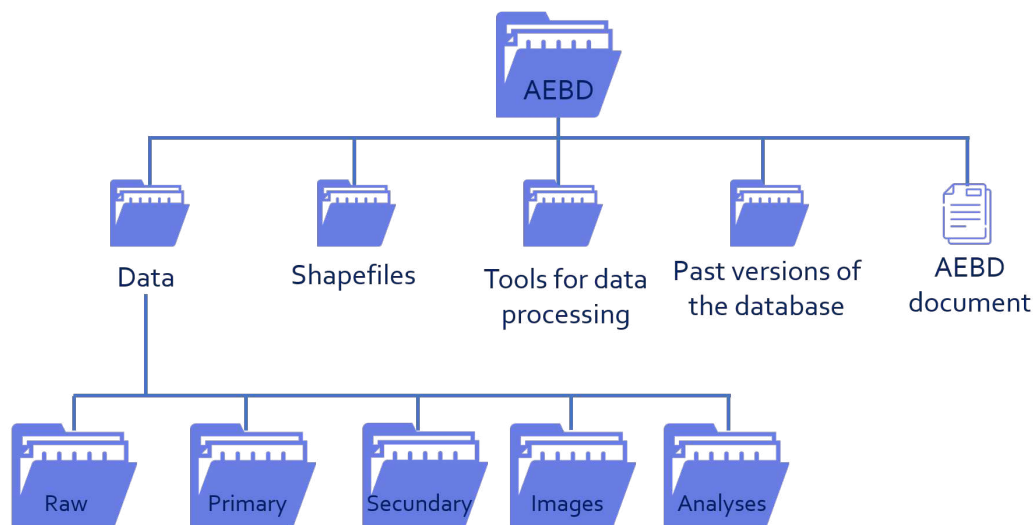 AEBD
Data
Shapefiles
Tools for data
processing
Past versions of
the database
AEBD
document
Raw
Primary
Secundary
Images
Analyses